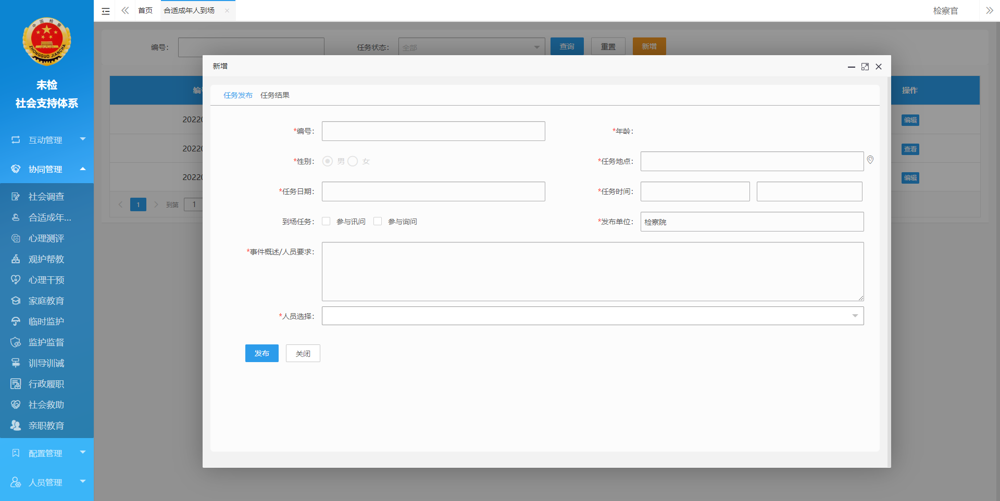 中国检察
ZHONGGUO JIANCHA
未检
社会支持体系
互动管理
协同管理
社会调查
合适成年...
心理测评
观护帮教
心理干预
家庭教育
临时监护
监护监督
训导训诫
行政履职
社会救助
亲职教育
配置管理
人员管理
首页
合适成年人到场
检察官
编号：
任务状态：
全部
查询
重置
新增
操作
2022
编辑
2022
查看
2022
编辑
1
到第
1
新增
任务发布 任务结果
*编号：
*年龄：
*性别：
男
女
*任务地点：
*任务日期：
*任务时间：
到场任务：
参与讯问
参与询问
*发布单位：
检察院
*事件概述/人员要求：
*人员选择：
发布
关闭